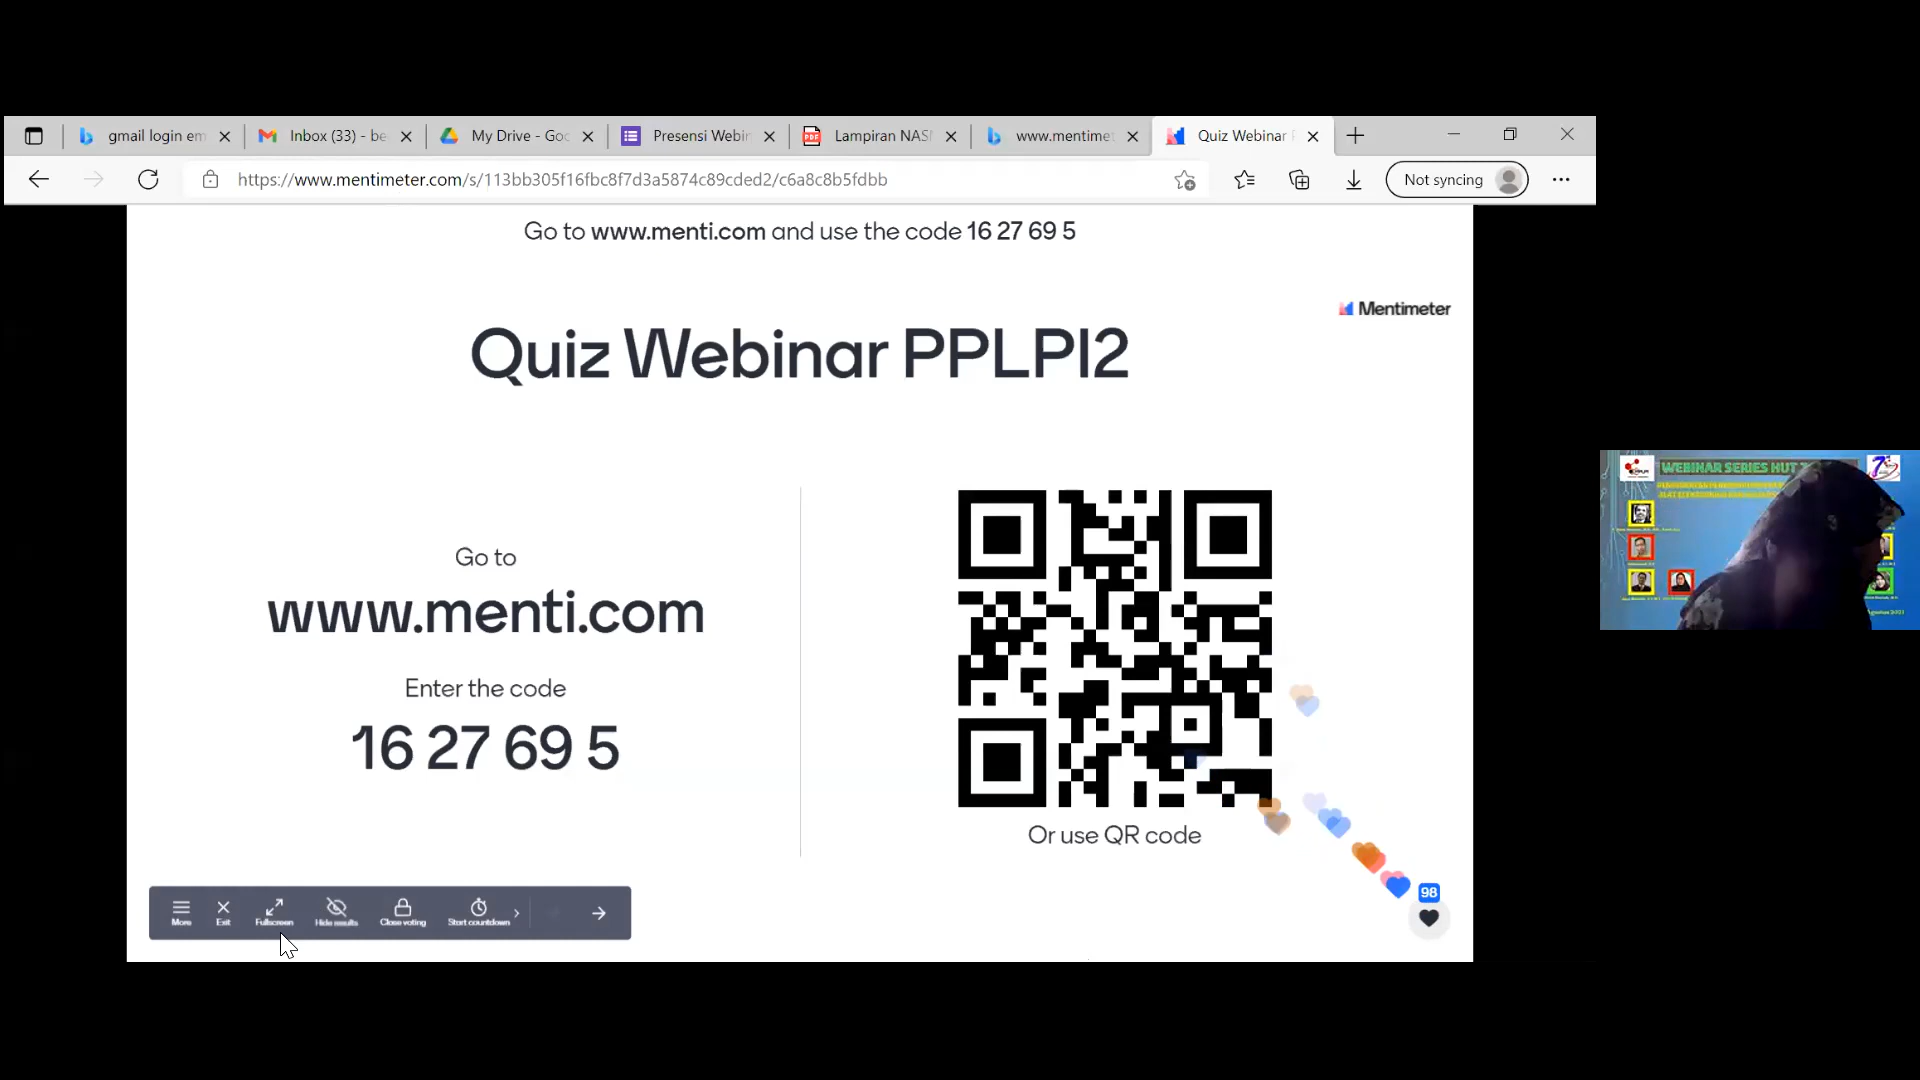 gmail login em
Inbox (33) - be
My Drive - Goo
Presensi Webin
Lampiran NASI
www.mentimet
Quiz Webinar P
https://www.mentimeter.com/s/113bb305f16fbc8f7d3a5874c89cded2/c6a8c8b5fdbb
Not syncing
Go to www.menti.com and use the code 16 27 69 5
Mentimeter
Quiz Webinar PPLPI2
Go to
www.menti.com
Enter the code
16 27 69 5
Or use QR code
More
Exit
Fullscreen
Hide results
Close voting
Start countdown
98
WEBINAR SERIES HUT